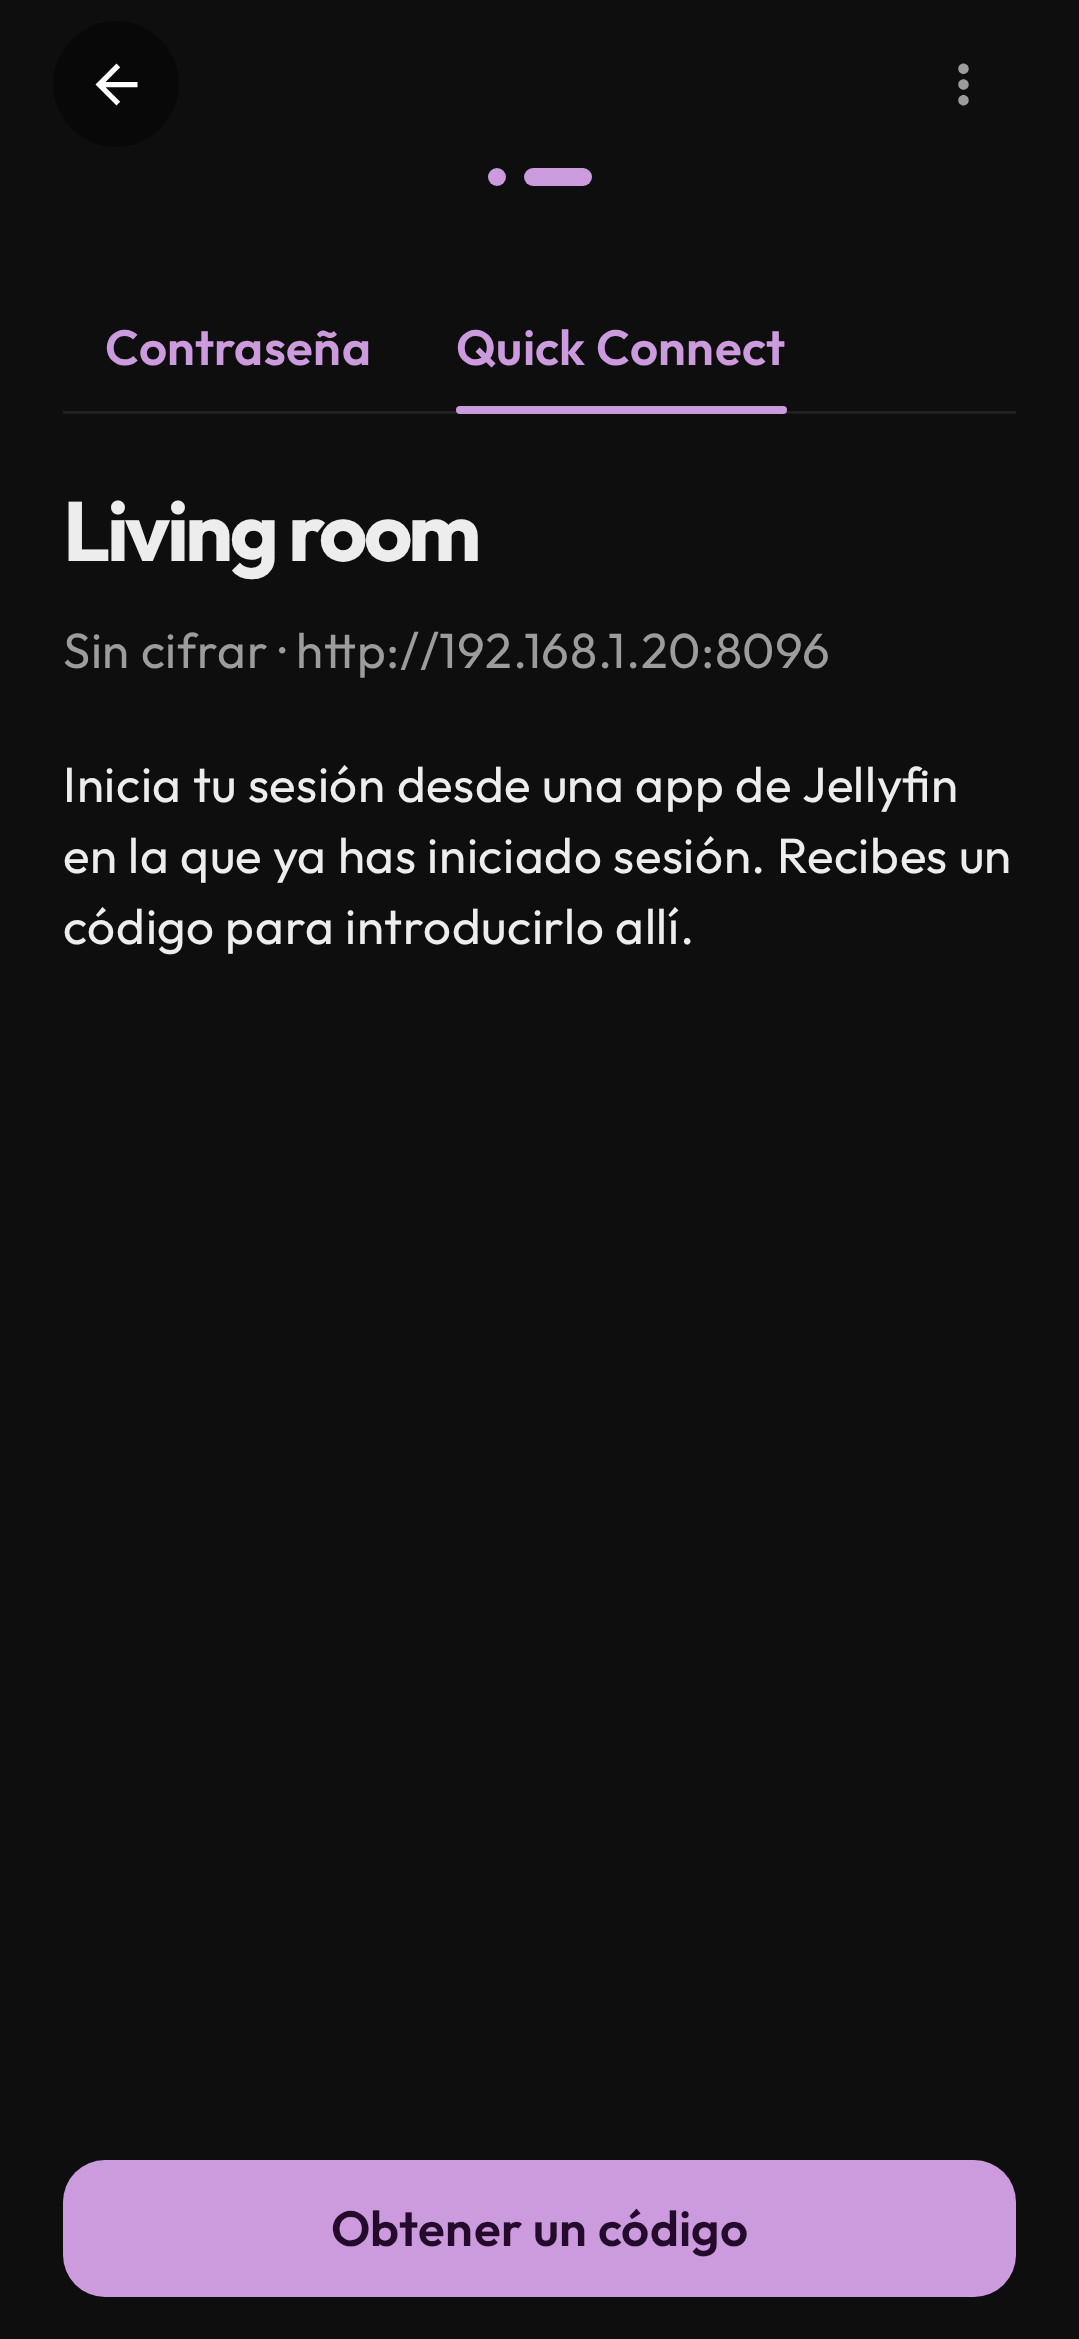 Contraseña
Quick Connect
Living room
Sin cifrar · http://192.168.1.20:8096
Inicia tu sesión desde una app de Jellyfin
en la que ya has iniciado sesión. Recibes un
código para introducirlo allí.
Obtener un código